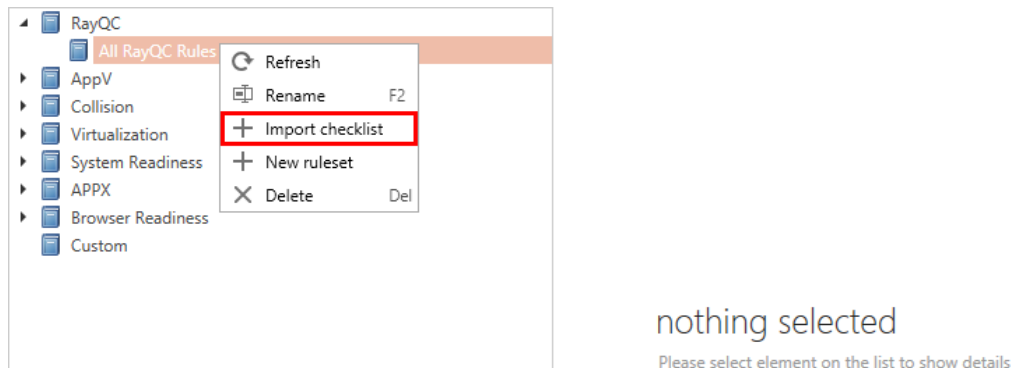 RayQC
All RayQC Rules
Refresh
AppV
Rename F2
Collision
Import checklist
Virtualization
New ruleset
System Readiness
Delete Del
APPX
Browser Readiness
Custom
nothing selected
Please select element on the list to show details